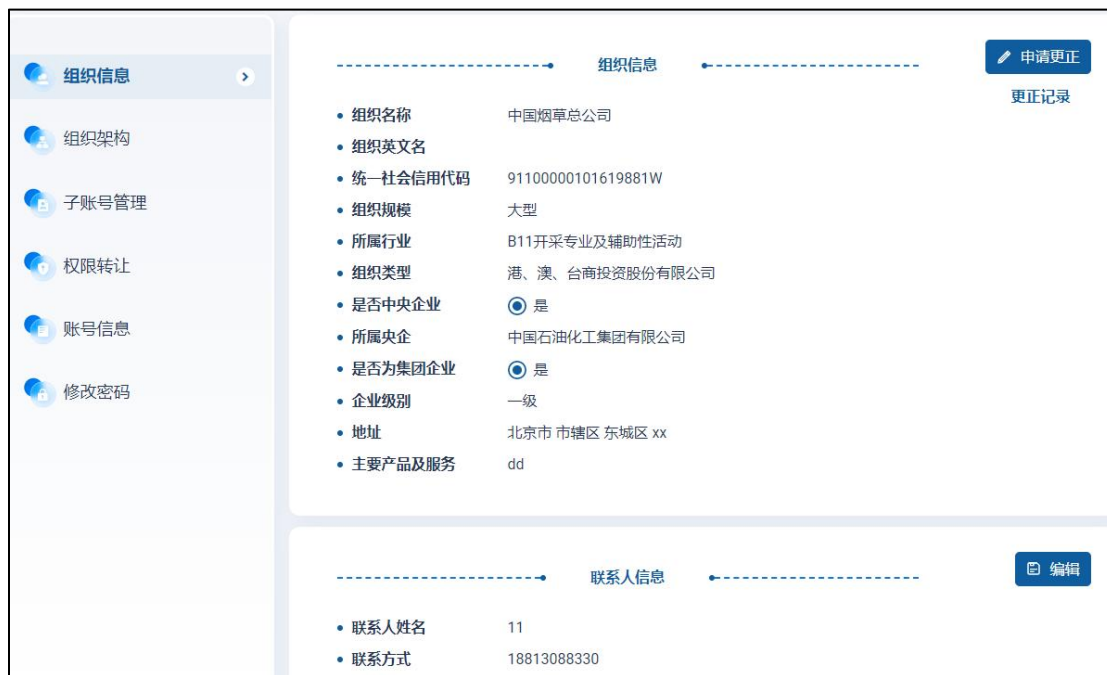 组织信息
组织架构
子账号管理
权限转让
账号信息
修改密码
组织信息
申请更正
更正记录
组织名称 中国烟草总公司
组织英文名
统一社会信用代码 91100000101619881W
组织规模 大型
所属行业 B11开采专业及辅助性活动
组织类型 港、澳、台商投资股份有限公司
是否中央企业 是
所属央企 中国石油化工集团有限公司
是否为集团企业 是
企业级别 一级
地址 北京市 市辖区 东城区 xx
主要产品及服务 dd
联系人信息
编辑
联系人姓名 11
联系方式 18813088330